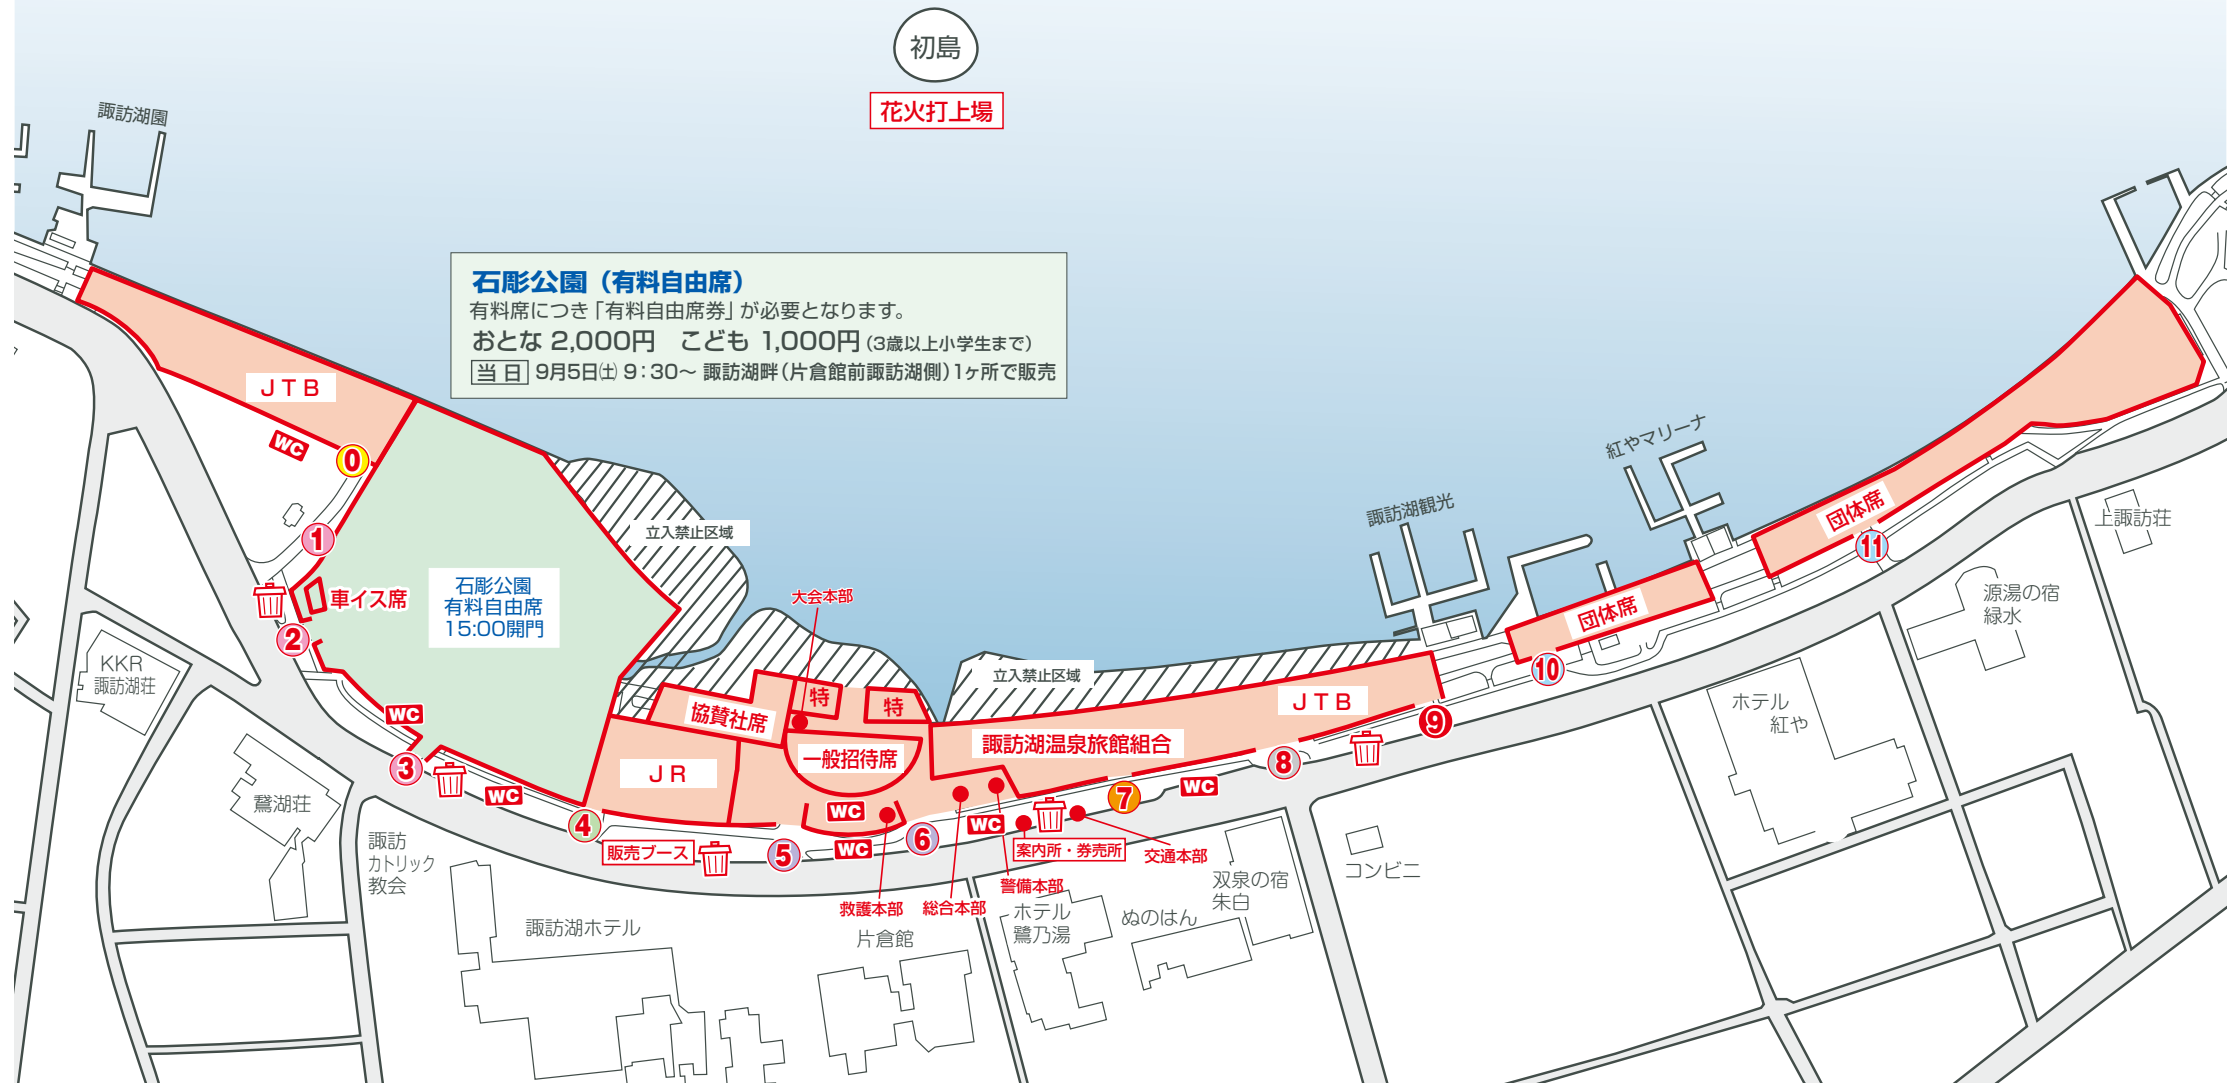 初島
花火打上場
諏訪湖園
石彫公園（有料自由席）
有料席につき「有料自由席券」が必要となります。
おとな 2,000円　こども 1,000円（3歳以上小学生まで）
当日 9月5日㈯ 9：30〜 諏訪湖畔（片倉館前諏訪湖側）1ヶ所で販売
JTB
WC
0
1
立入禁止区域
石彫公園
有料自由席
15:00開門
車イス席
2
KKR
諏訪湖荘
WC
3
WC
鷺湖荘
諏訪
カトリック
教会
4
販売ブース
JR
協賛社席
特
特
大会本部
一般招待席
WC
5
WC
6
救護本部
総合本部
警備本部
WC
案内所・券売所
交通本部
7
WC
諏訪湖温泉旅館組合
立入禁止区域
JTB
8
9
諏訪湖観光
紅やマリーナ
団体席
10
団体席
11
上諏訪荘
源湯の宿
緑水
ホテル
紅や
コンビニ
双泉の宿
朱白
ぬのはん
ホテル
鷺乃湯
片倉館
諏訪湖ホテル